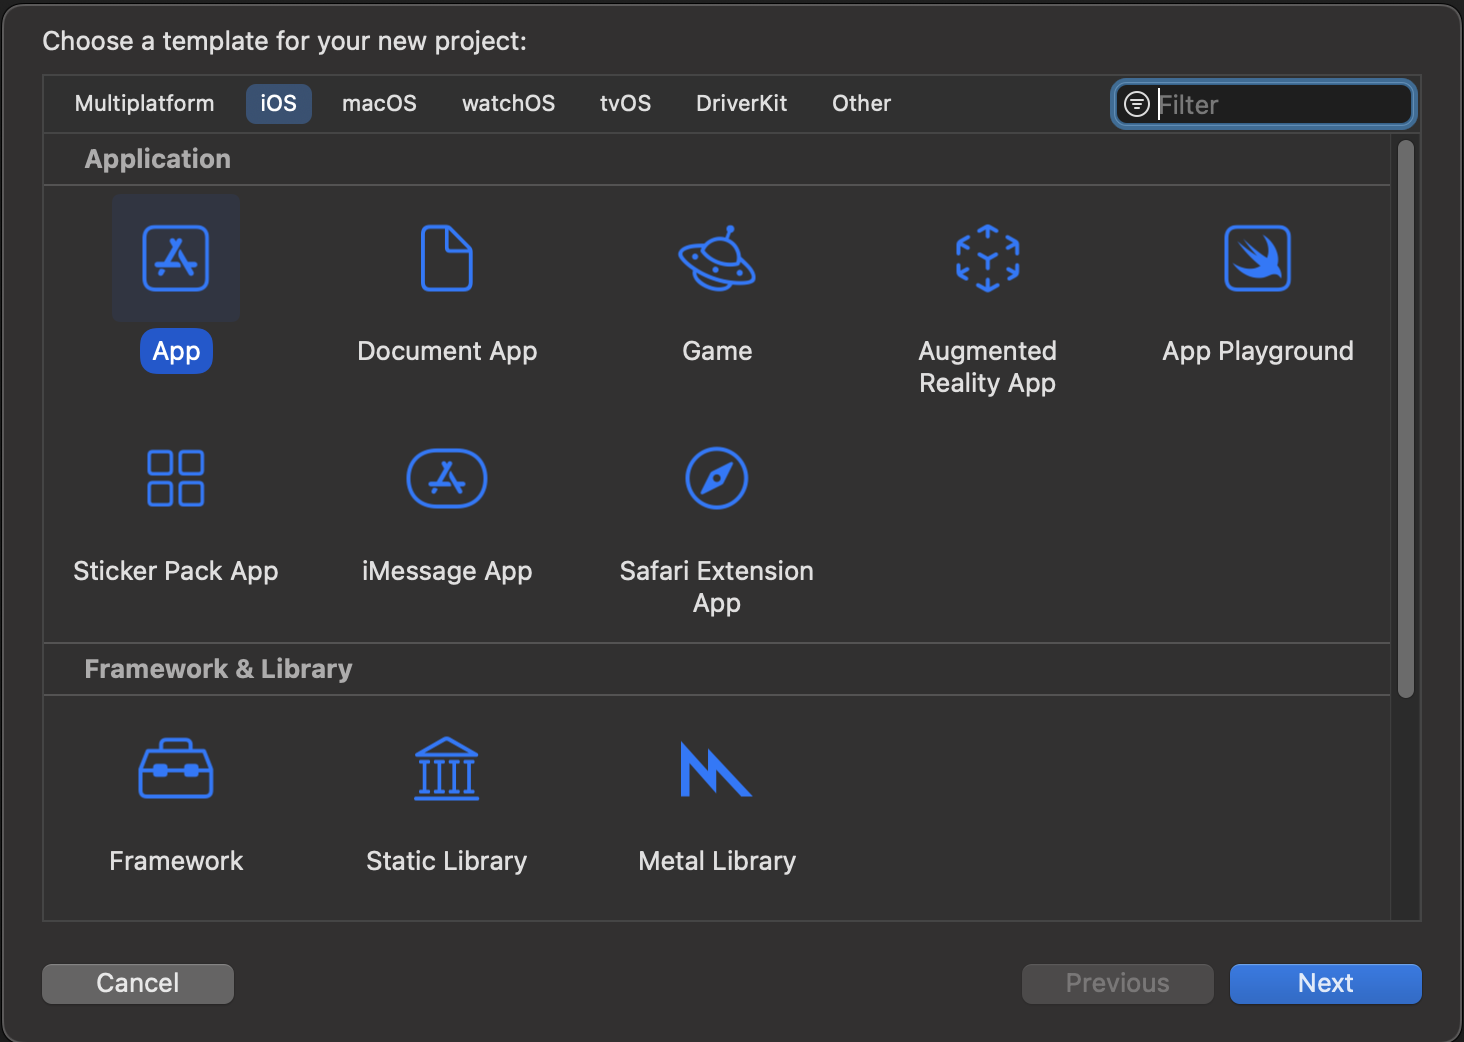 Choose a template for your new project:
Multiplatform iOS macOS watchOS tvOS DriverKit Other Filter
Application
App Document App Game Augmented Reality App App Playground
Sticker Pack App iMessage App Safari Extension App
Framework & Library
Framework Static Library Metal Library
Cancel Previous Next